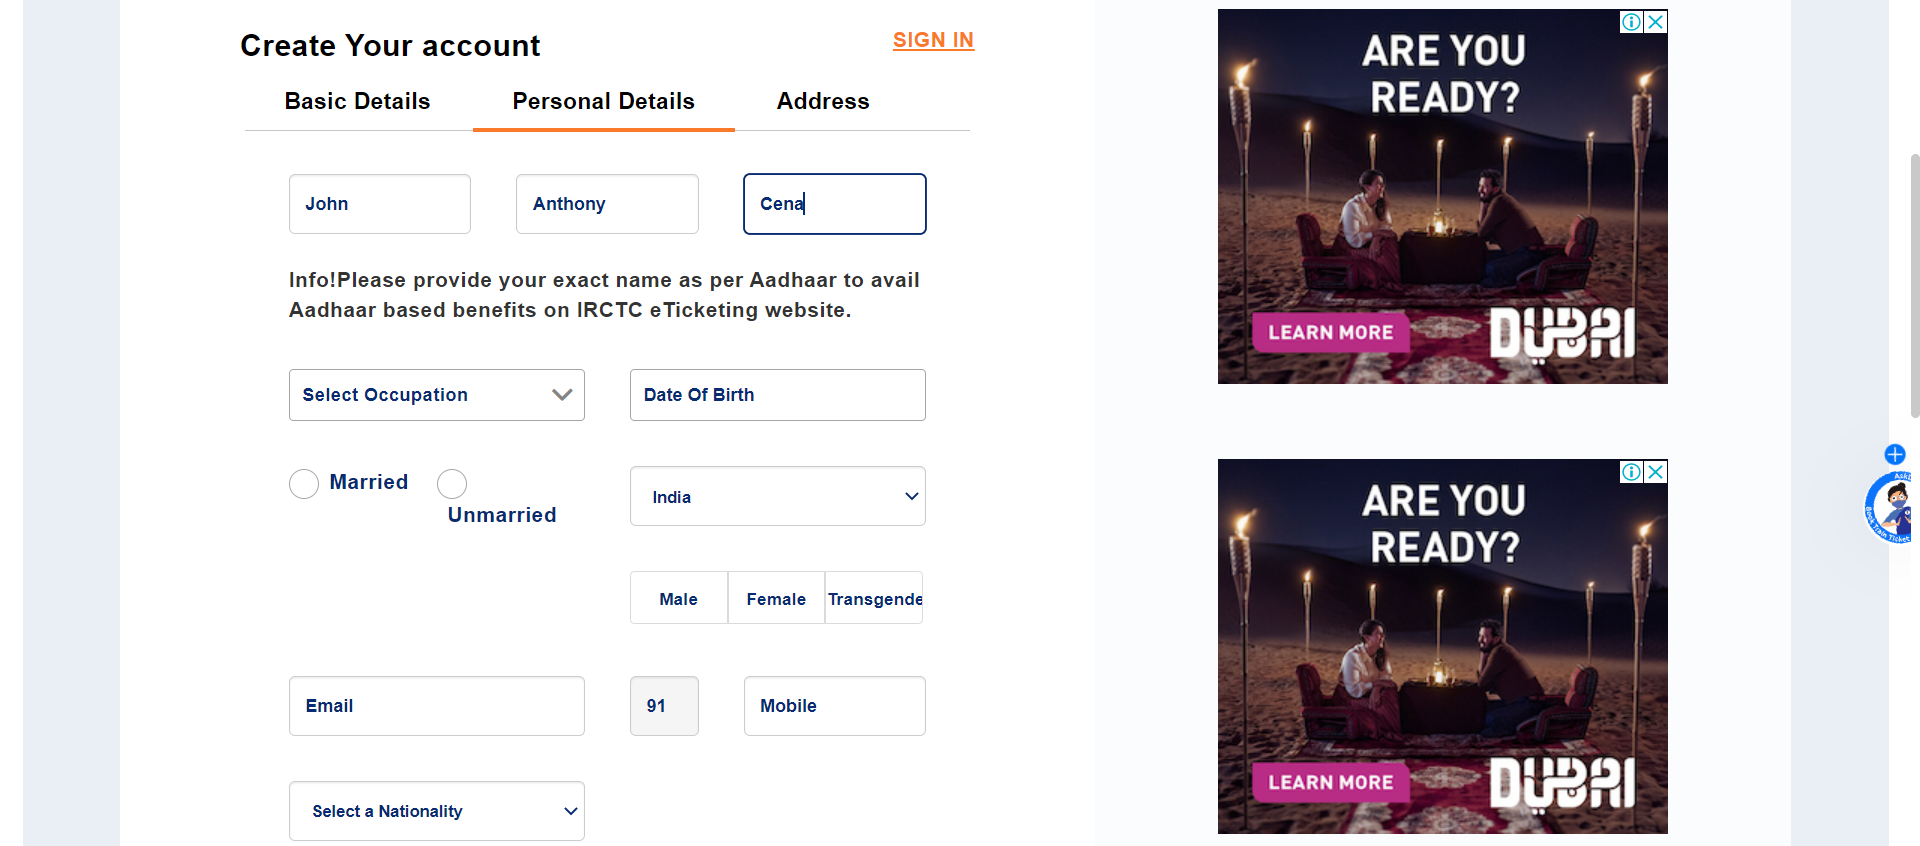 Create Your account
SIGN IN
Basic Details
Personal Details
Address
John
Anthony
Cena
Info!Please provide your exact name as per Aadhaar to avail
Aadhaar based benefits on IRCTC eTicketing website.
Select Occupation
Date Of Birth
Married
Unmarried
India
Male
Female
Transgende
Email
91
Mobile
Select a Nationality
ARE YOU
READY?
LEARN MORE
DUBAI
ARE YOU
READY?
LEARN MORE
DUBAI
Book Train Ticket